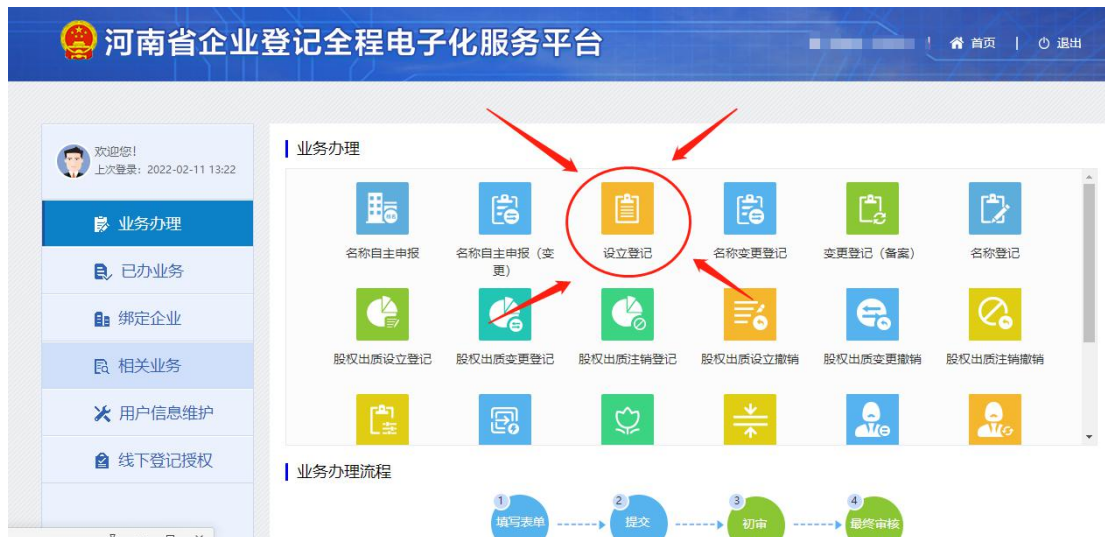 河南省企业登记全程电子化服务平台
首页 | 退出
欢迎您!
上次登录: 2022-02-11 13:22
业务办理
已办业务
绑定企业
相关业务
用户信息维护
线下登记授权
业务办理
名称自主申报 名称自主申报 (变更) 设立登记 名称变更登记 变更登记 (备案) 名称登记
股权出质设立登记 股权出质变更登记 股权出质注销登记 股权出质设立撤销 股权出质变更撤销 股权出质注销撤销
业务办理流程
1 2 3 4
填写表单 提交 初审 最终审核